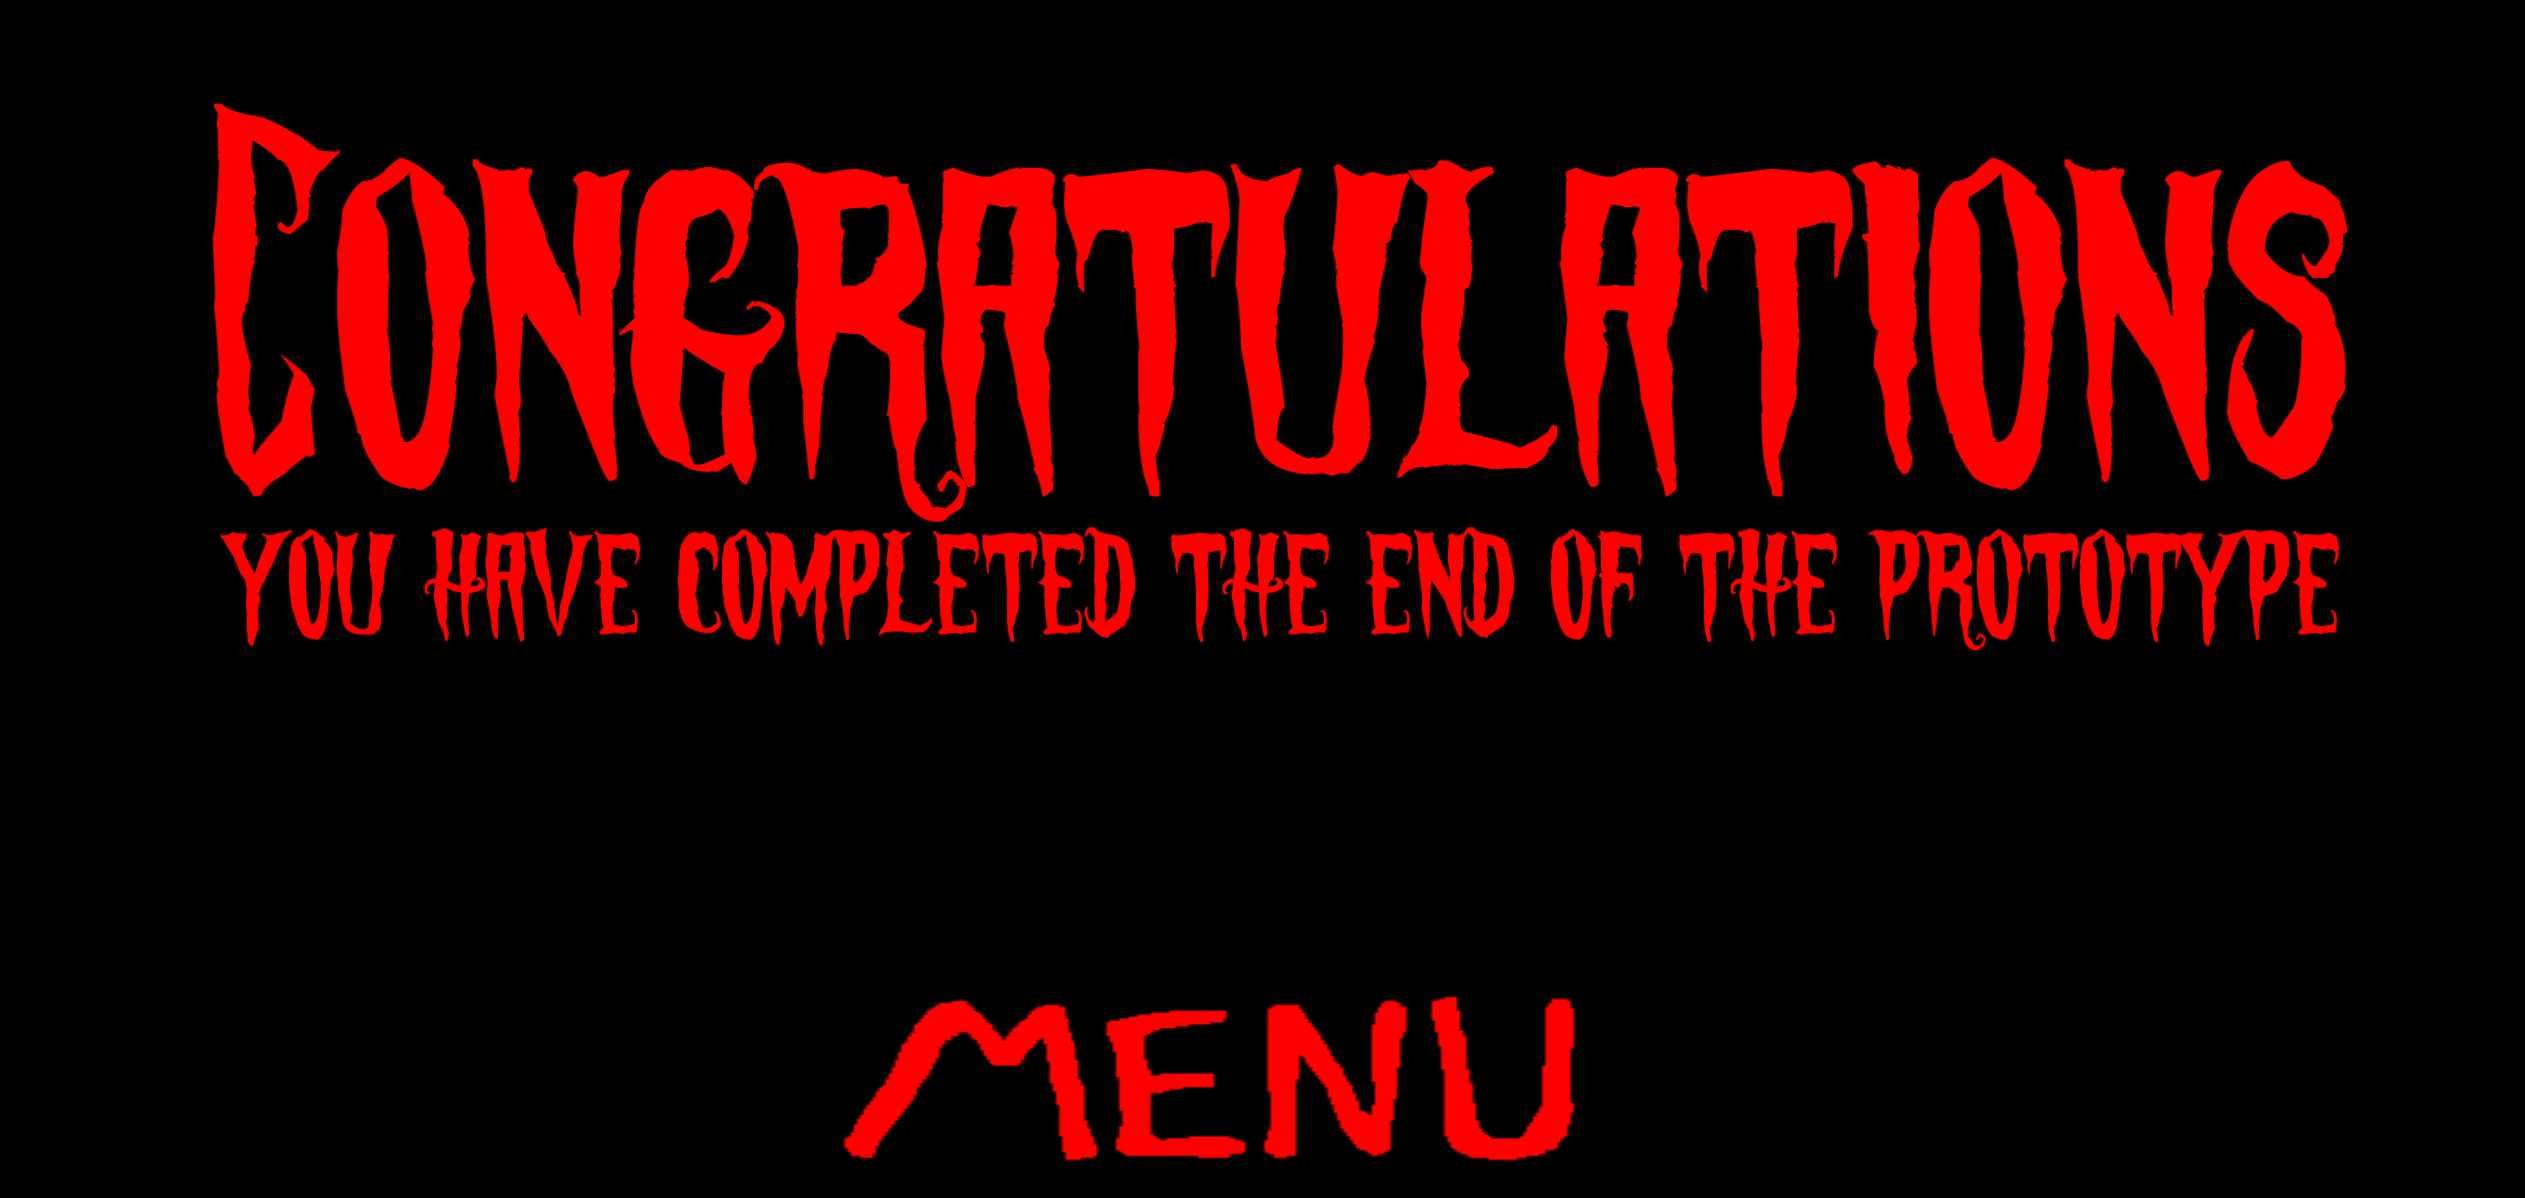 CONGRATULATIONS
YOU HAVE COMPLETED THE END OF THE PROTOTYPE
MENU